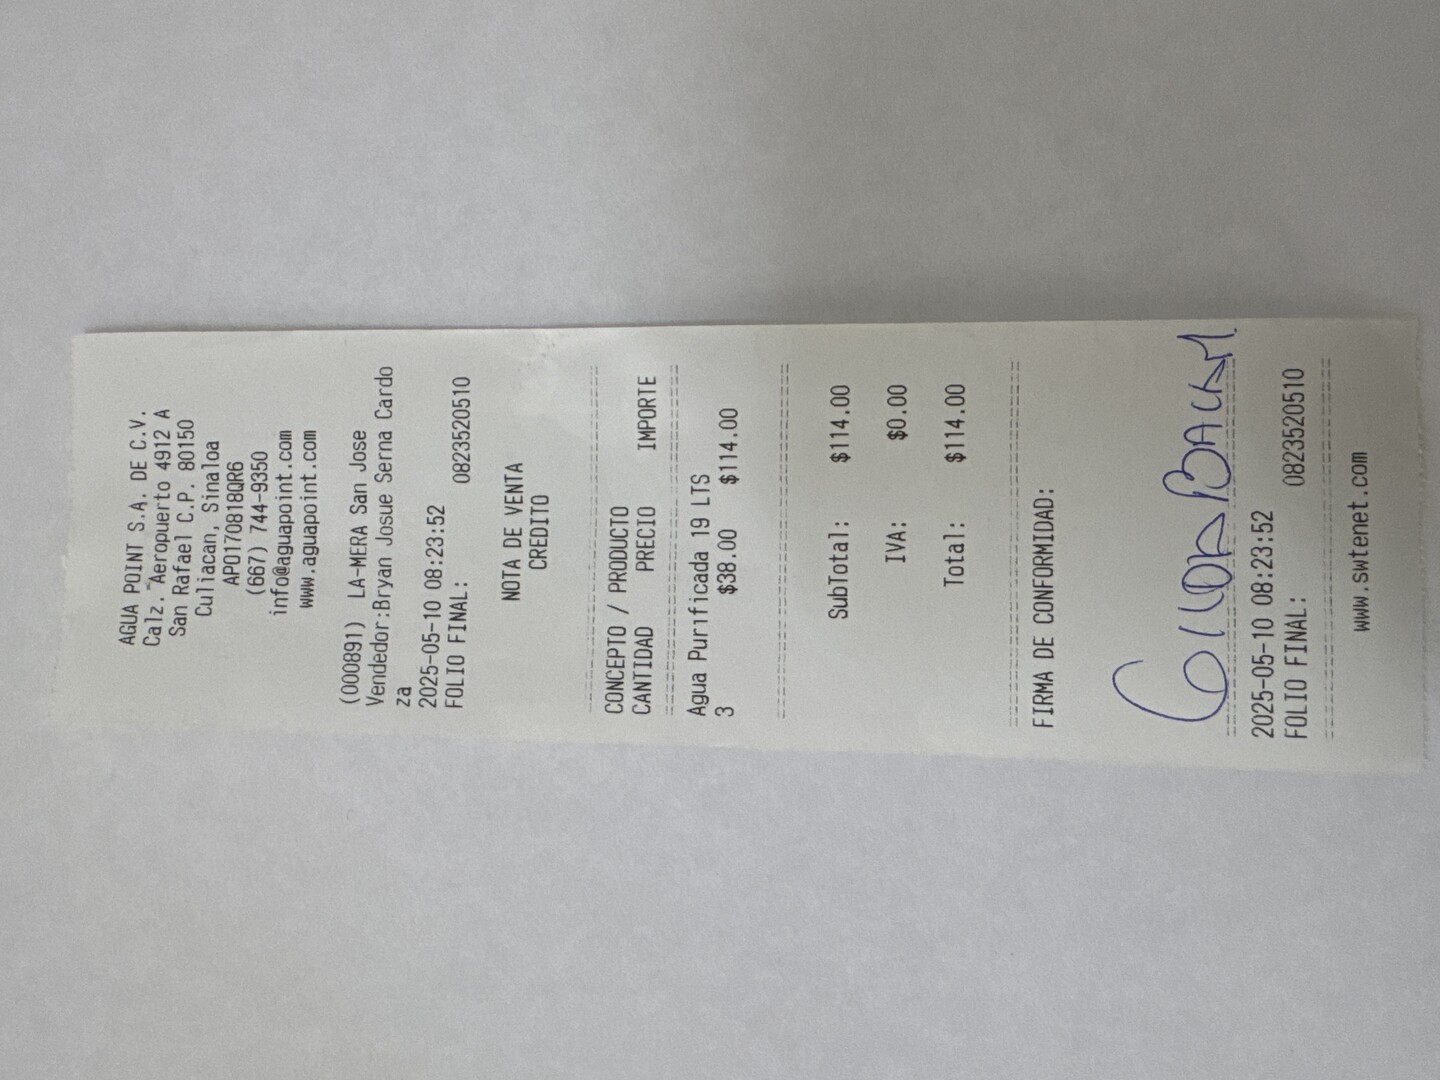 AGUA POINT S.A. DE C.V.
Calz. Aeropuerto 4912 A
San Rafael C.P. 80150
Culiacan, Sinaloa
APO170818QR6
(667) 744-9350
info@aguapoint.com
www.aguapoint.com
(000891) LA-MERA San Jose
Vendedor:Bryan Josue Serna Cardo
za
2025-05-10 08:23:52
FOLIO FINAL: 0823520510
NOTA DE VENTA
CREDITO
==============================
CONCEPTO / PRODUCTO
CANTIDAD PRECIO IMPORTE
==============================
Agua Purificada 19 LTS
3 $38.00 $114.00
==============================
SubTotal: $114.00
IVA: $0.00
Total: $114.00
==============================
FIRMA DE CONFORMIDAD:
==============================
2025-05-10 08:23:52
FOLIO FINAL: 0823520510
==============================
www.swtenet.com